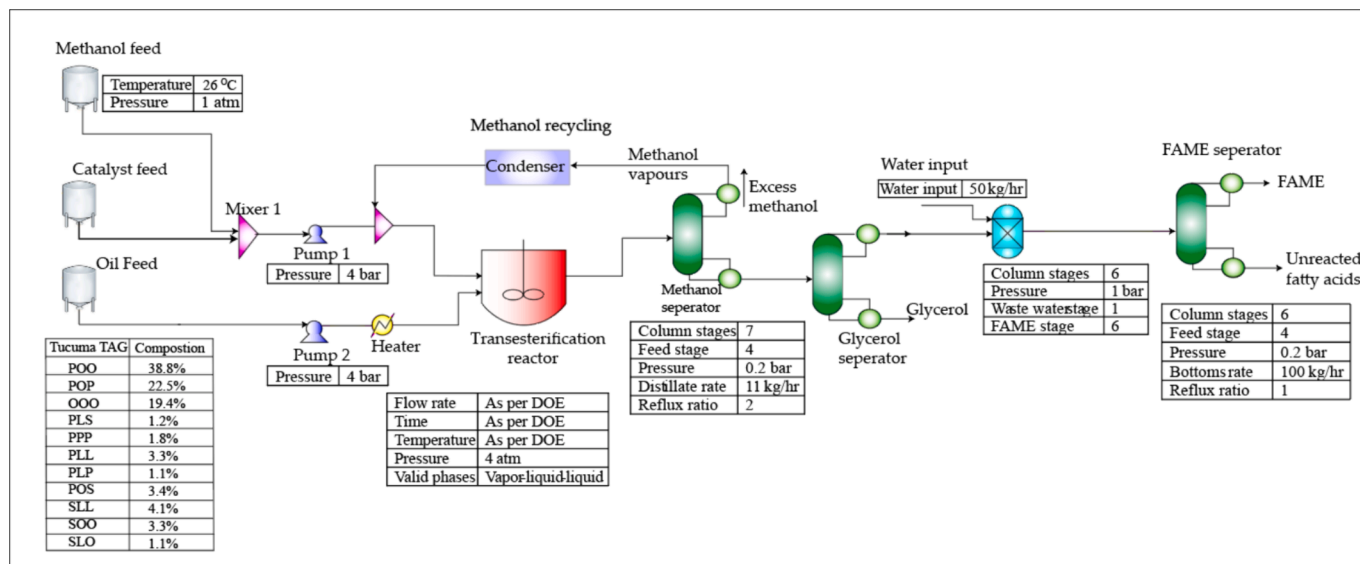 Methanol feed
Temperature 26 ⁰C
Pressure 1 atm
Catalyst feed
Mixer 1
Oil Feed
Pump 1
Pressure 4 bar
Pump 2
Pressure 4 bar
Heater
Tucuma TAG Compostion
POO 38.8%
POP 22.5%
OOO 19.4%
PLS 1.2%
PPP 1.8%
PLL 3.3%
PLP 1.1%
POS 3.4%
SLL 4.1%
SOO 3.3%
SLO 1.1%
Methanol recycling
Condenser
Methanol
vapours
Transesterification
reactor
Flow rate As per DOE
Time As per DOE
Temperature As per DOE
Pressure 4 atm
Valid phases Vapor-liquid-liquid
Excess
methanol
Methanol
seperator
Column stages 7
Feed stage 4
Pressure 0.2 bar
Distillate rate 11 kg/hr
Reflux ratio 2
Glycerol
Glycerol
seperator
Water input
Water input 50 kg/hr
Column stages 6
Pressure 1 bar
Waste waterstage 1
FAME stage 6
FAME seperator
FAME
Unreacted
fatty acids
Column stages 6
Feed stage 4
Pressure 0.2 bar
Bottoms rate 100 kg/hr
Reflux ratio 1